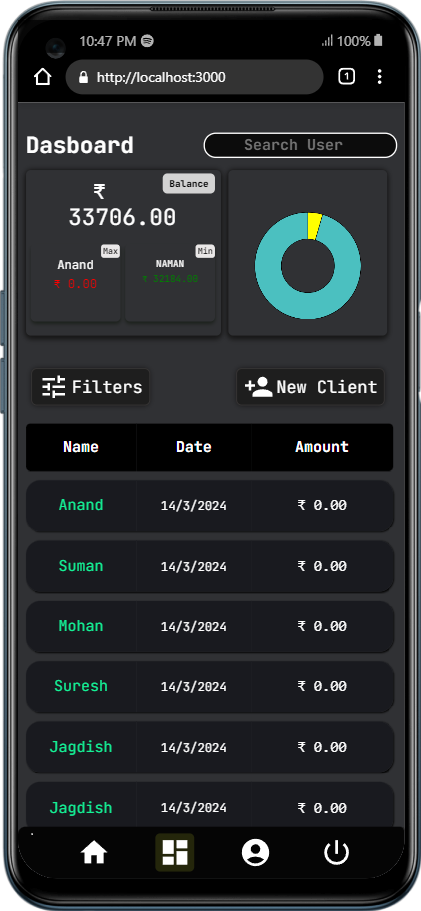 10:47 PM 100%
1
http://localhost:3000
Dasboard
Search User
Balance
₹
33706.00
Max
Anand
₹ 0.00
Min
NAMAN
₹ 32184.00
Filters
New Client
Name Date Amount
Anand 14/3/2024 ₹ 0.00
Suman 14/3/2024 ₹ 0.00
Mohan 14/3/2024 ₹ 0.00
Suresh 14/3/2024 ₹ 0.00
Jagdish 14/3/2024 ₹ 0.00
Jagdish 14/3/2024 ₹ 0.00